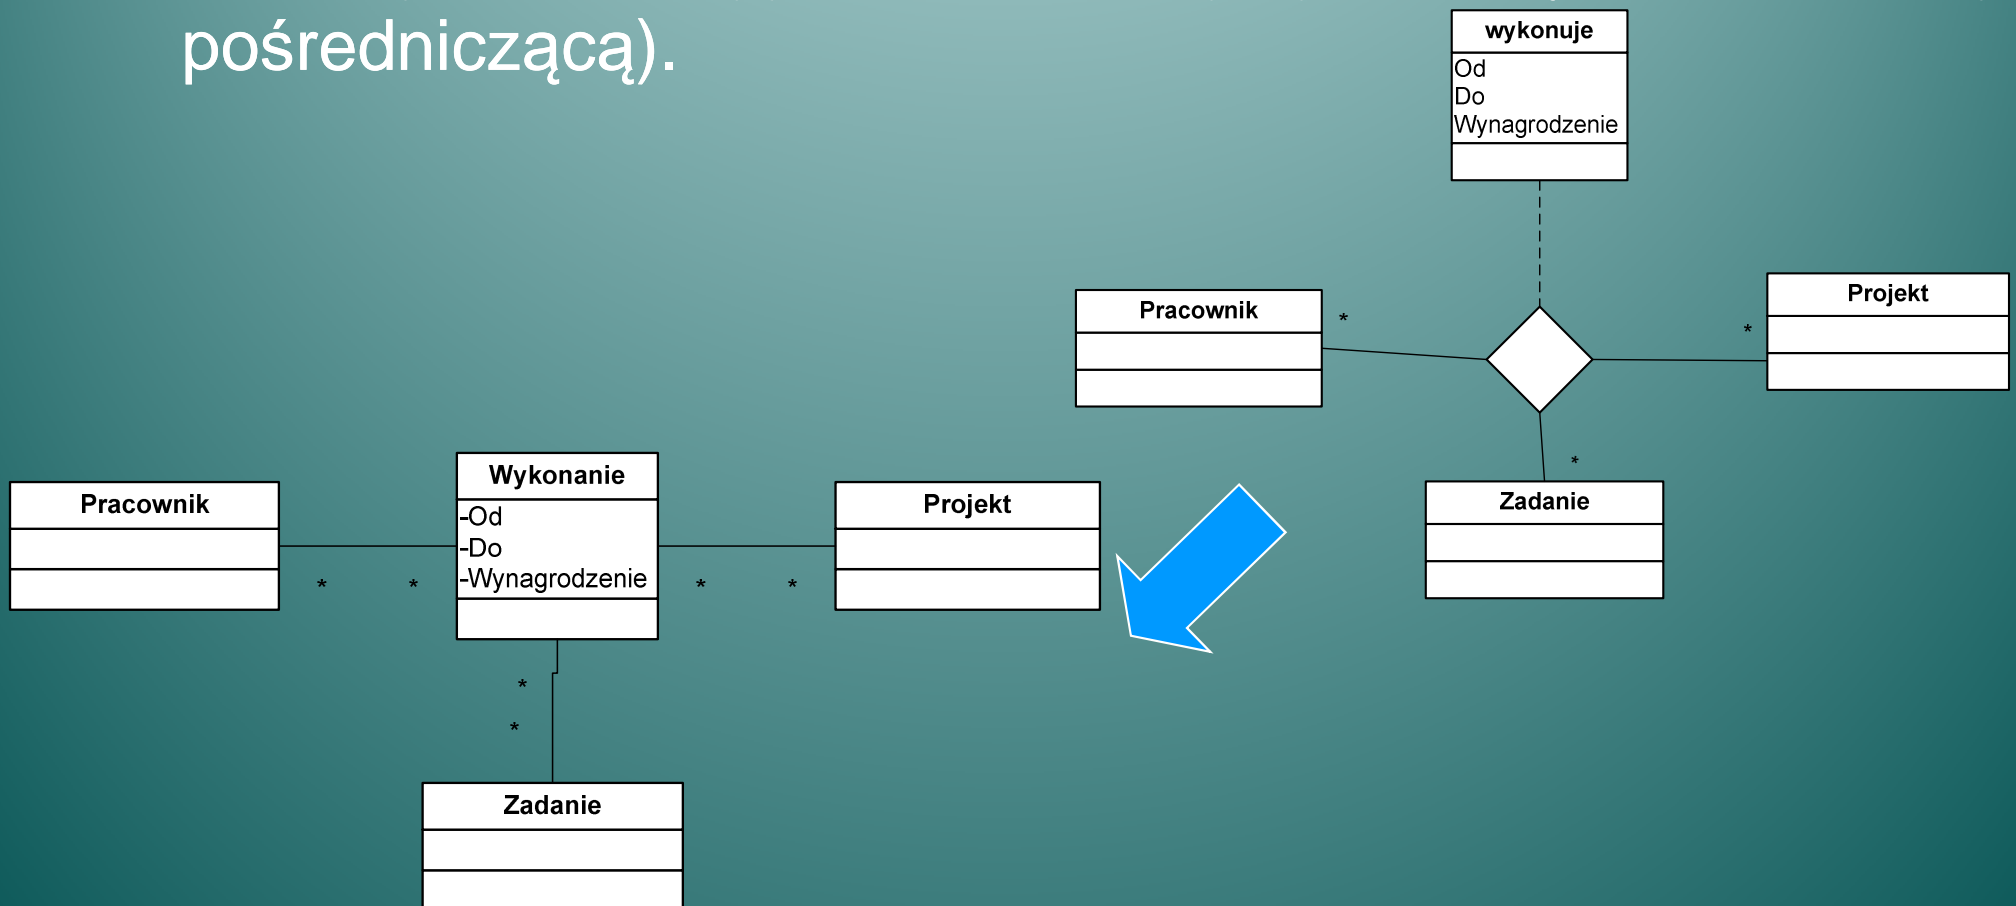 pośredniczącą).
wykonuje
Od
Do
Wynagrodzenie
Pracownik
*
*
Projekt
*
Zadanie
Pracownik
*
*
Wykonanie
-Od
-Do
-Wynagrodzenie
*
*
Projekt
*
*
Zadanie